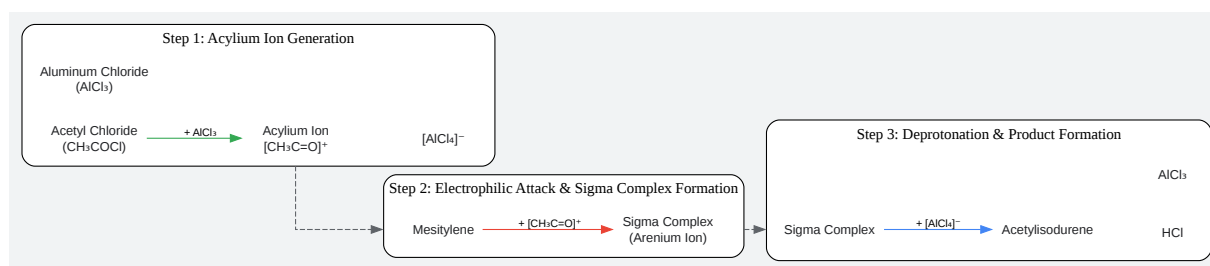 Step 1: Acylium Ion Generation
Aluminum Chloride
(AlCl₃)
Acetyl Chloride
(CH₃COCl)
+ AlCl₃
Acylium Ion
[CH₃C=O]⁺
[AlCl₄]⁻
Step 2: Electrophilic Attack & Sigma Complex Formation
Mesitylene
+ [CH₃C=O]⁺
Sigma Complex
(Arenium Ion)
Step 3: Deprotonation & Product Formation
AlCl₃
Sigma Complex
+ [AlCl₄]⁻
Acetylisodurene
HCl